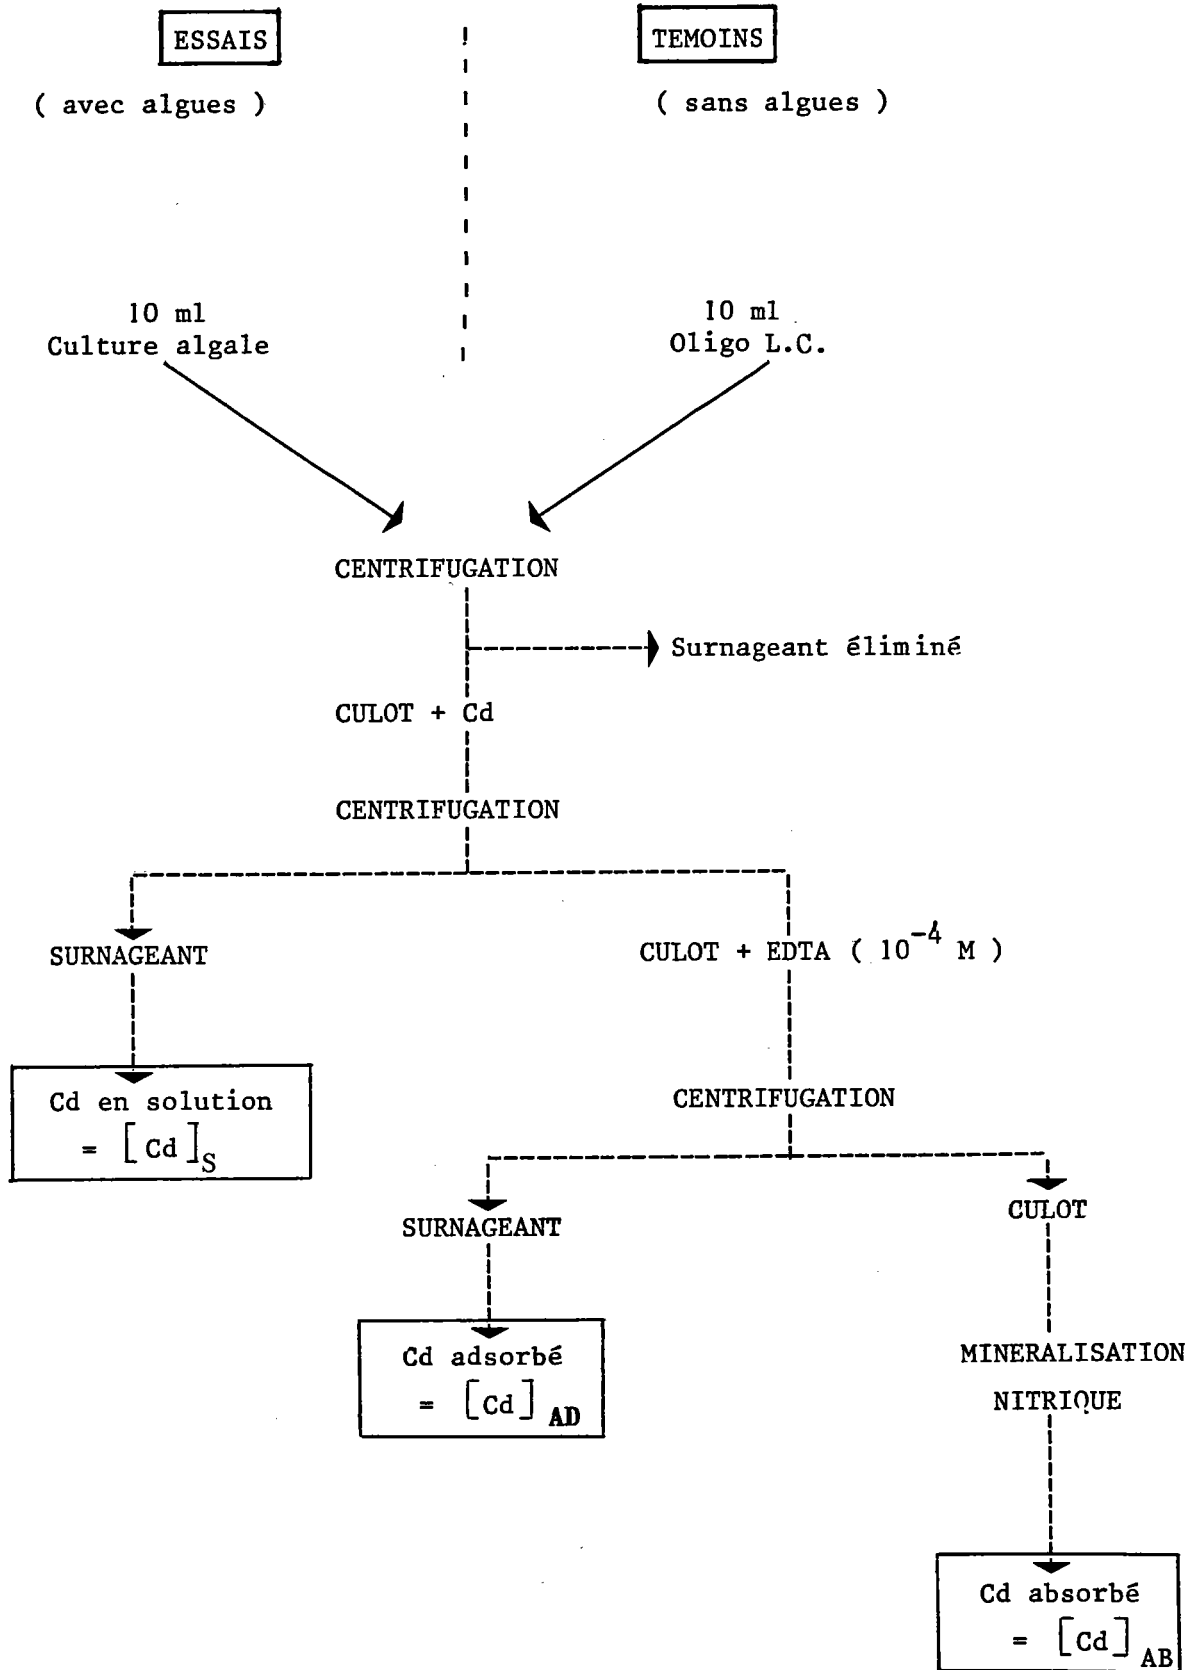 ESSAIS
TEMOINS
( avec algues )
( sans algues )
10 ml
Culture algale
10 ml
Oligo L.C.
CENTRIFUGATION
Surnageant éliminé
CULOT + Cd
CENTRIFUGATION
SURNAGEANT
CULOT + EDTA ( 10⁻⁴ M )
Cd en solution
= [ Cd ]S
CENTRIFUGATION
SURNAGEANT
CULOT
Cd adsorbé
= [Cd] AD
MINERALISATION
NITRIQUE
Cd absorbé
= [Cd] AB